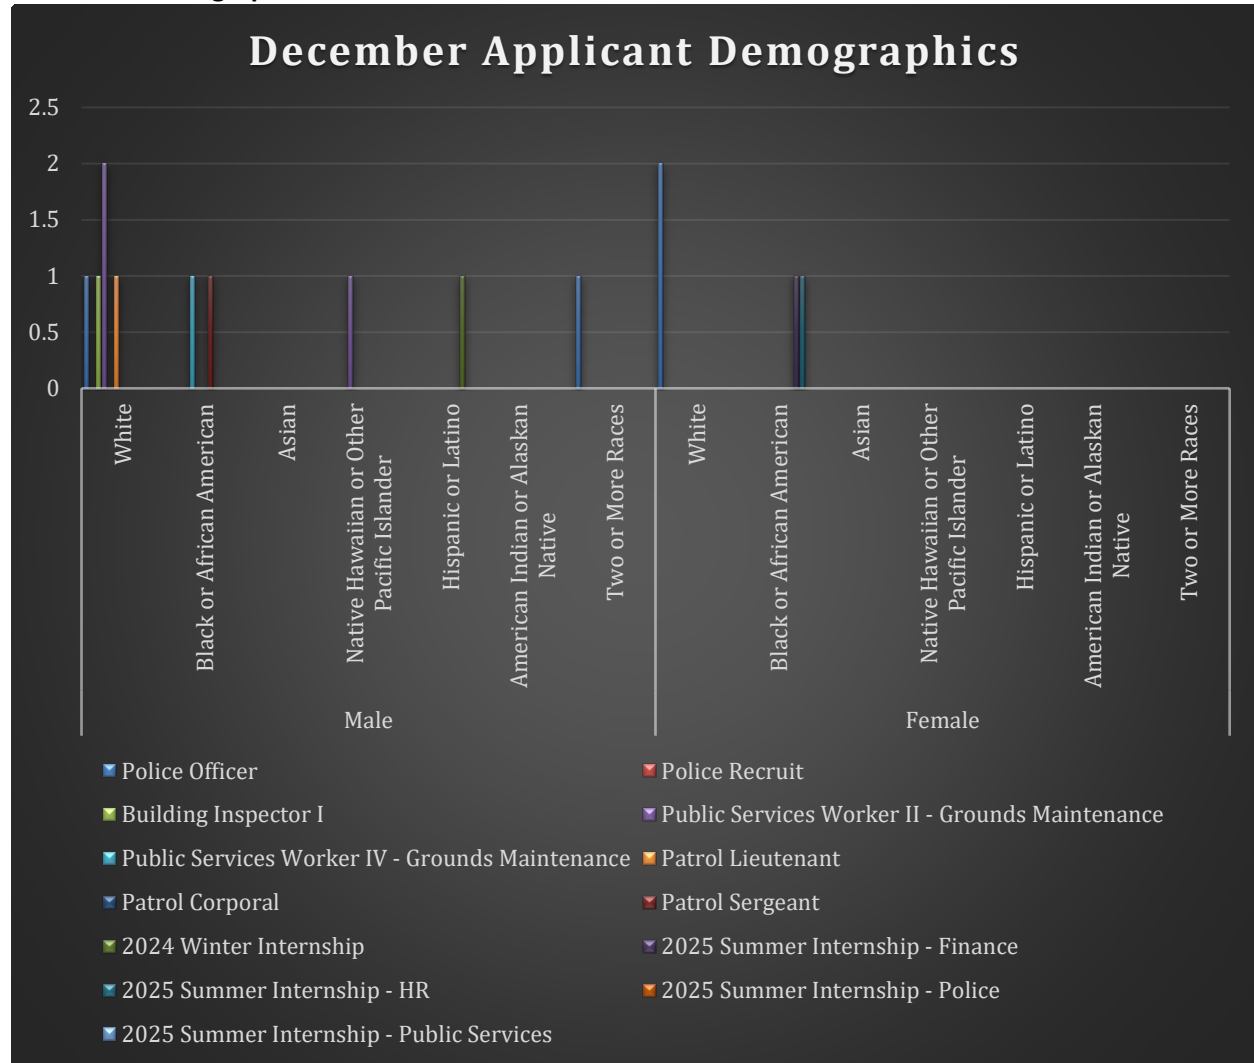 December Applicant Demographics
2.5
2
1.5
1
0.5
0
White
Black or African American
Asian
Native Hawaiian or Other
Pacific Islander
Hispanic or Latino
American Indian or Alaskan
Native
Two or More Races
White
Black or African American
Asian
Native Hawaiian or Other
Pacific Islander
Hispanic or Latino
American Indian or Alaskan
Native
Two or More Races
Male
Female
Police Officer
Police Recruit
Building Inspector I
Public Services Worker II - Grounds Maintenance
Public Services Worker IV - Grounds Maintenance
Patrol Lieutenant
Patrol Corporal
Patrol Sergeant
2024 Winter Internship
2025 Summer Internship - Finance
2025 Summer Internship - HR
2025 Summer Internship - Police
2025 Summer Internship - Public Services